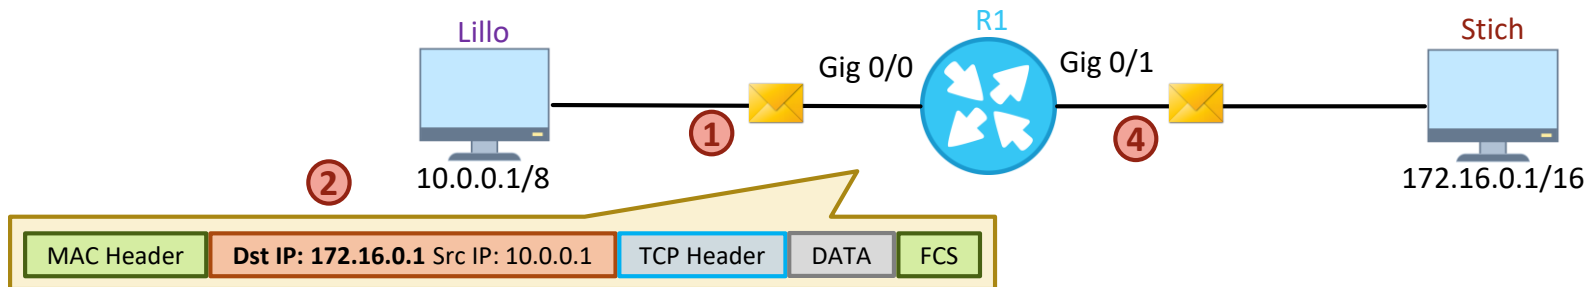 Lillo
R1
Stich
Gig 0/0
Gig 0/1
1
4
2
10.0.0.1/8
172.16.0.1/16
MAC Header
Dst IP: 172.16.0.1 Src IP: 10.0.0.1
TCP Header
DATA
FCS